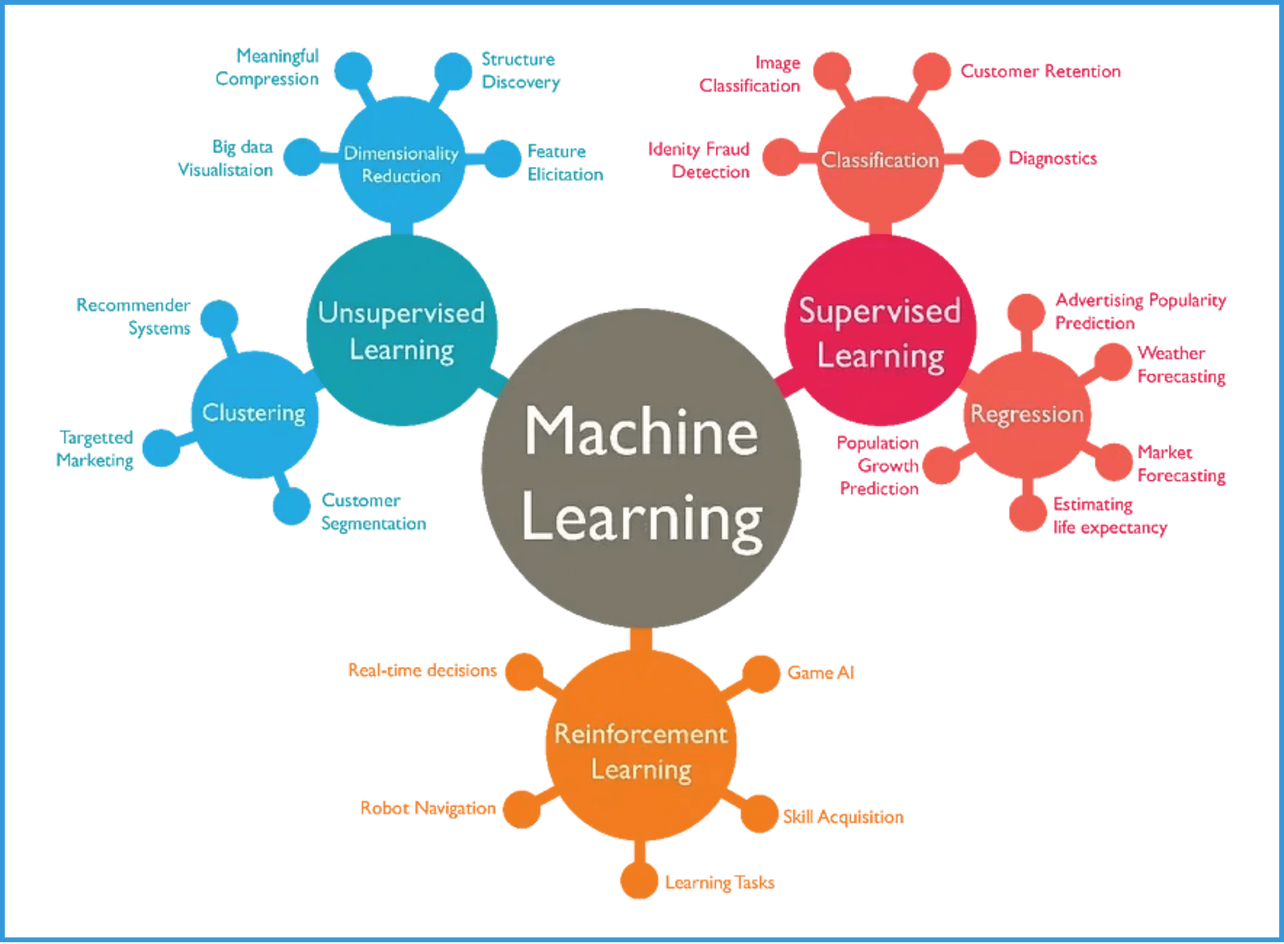 Meaningful
Compression
Structure
Discovery
Big data
Visualistaion
Dimensionality
Reduction
Feature
Elicitation
Image
Classification
Customer Retention
Idenity Fraud
Detection
Classification
Diagnostics
Unsupervised
Learning
Supervised
Learning
Recommender
Systems
Clustering
Targetted
Marketing
Customer
Segmentation
Machine
Learning
Advertising Popularity
Prediction
Weather
Forecasting
Regression
Population
Growth
Prediction
Market
Forecasting
Estimating
life expectancy
Real-time decisions
Game AI
Reinforcement
Learning
Robot Navigation
Skill Acquisition
Learning Tasks